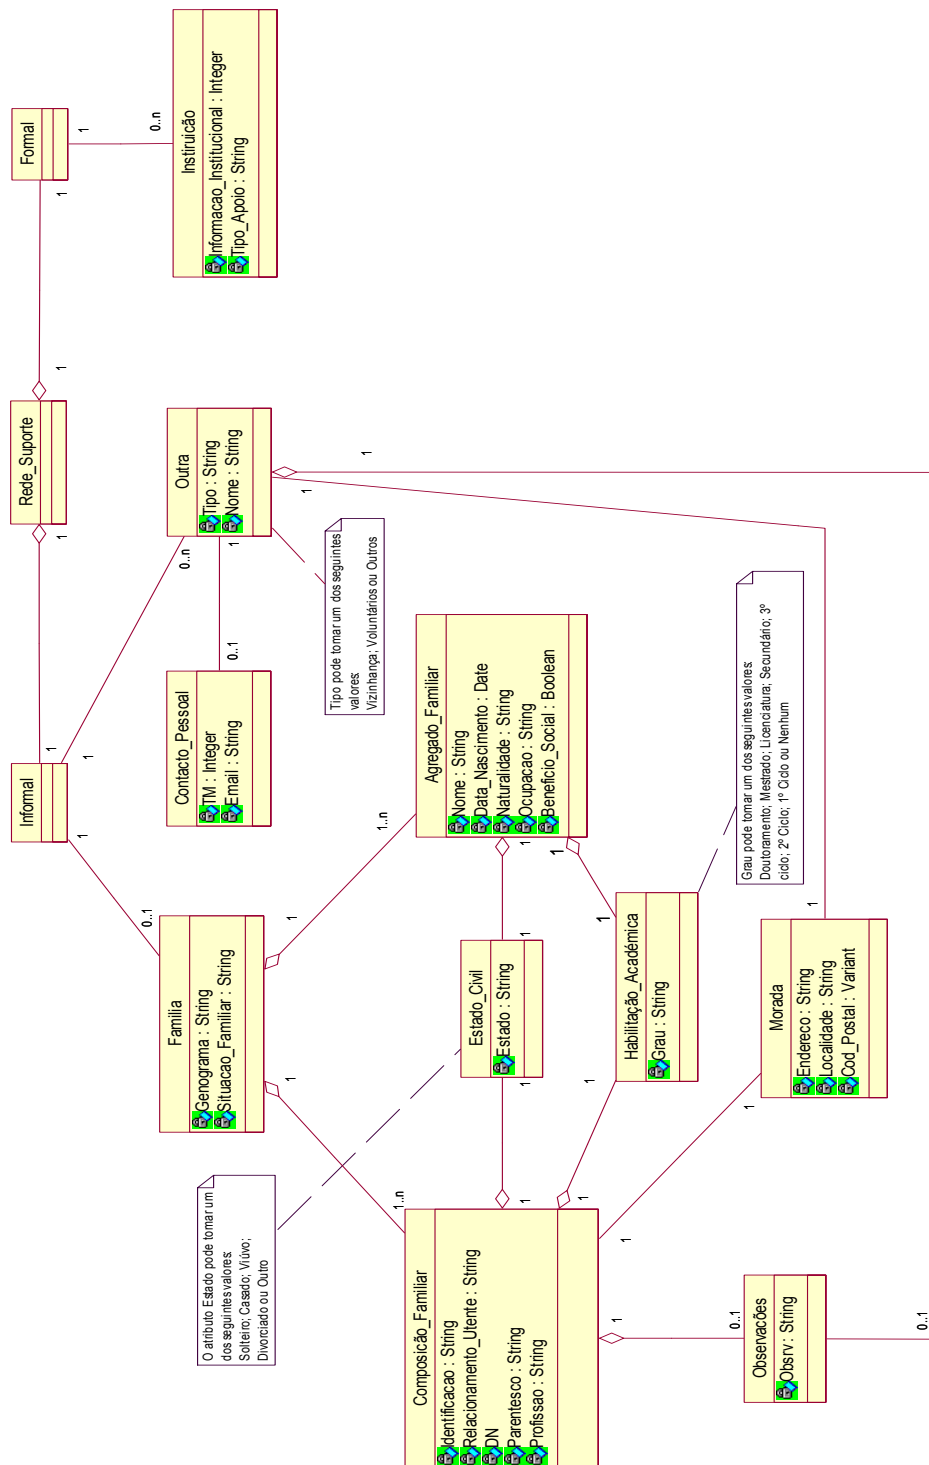 Formal
1
0..n
Instiruicão
Informacao_Institucional : Integer
Tipo_Apoio : String
1
1
Rede_Suporte
1
1
Informal
1
1
0..n
Outra
Tipo : String
Nome : String
1
0..1
Contacto_Pessoal
TM : Integer
Email : String
Tipo pode tomar um dos seguintes
valores:
Vizinhança; Voluntários ou Outros
1
1
1
0..1
Familia
Genograma : String
Situacao_Familiar : String
1
1..n
Agregado_Familiar
Nome : String
Data_Nascimento : Date
Naturalidade : String
Ocupacao : String
Benefício_Social : Boolean
1
1
Estado_Civil
Estado : String
1
1
O atributo Estado pode tomar um
dos seguintes valores:
Solteiro; Casado; Viúvo;
Divorciado ou Outro
1
1
Habilitação_Académica
Grau : String
1
1
Grau pode tomar um dos seguintes valores:
Doutoramento; Mestrado; Licenciatura; Secundário; 3º
ciclo; 2º Ciclo; 1º Ciclo ou Nenhum
1
1..n
Composicão_Familiar
Identificacao : String
Relacionamento_Utente : String
DN
Parentesco : String
Profissao : String
1
1
Morada
Endereco : String
Localidade : String
Cod_Postal : Variant
1
1
0..1
Observacões
Obsrv : String
0..1